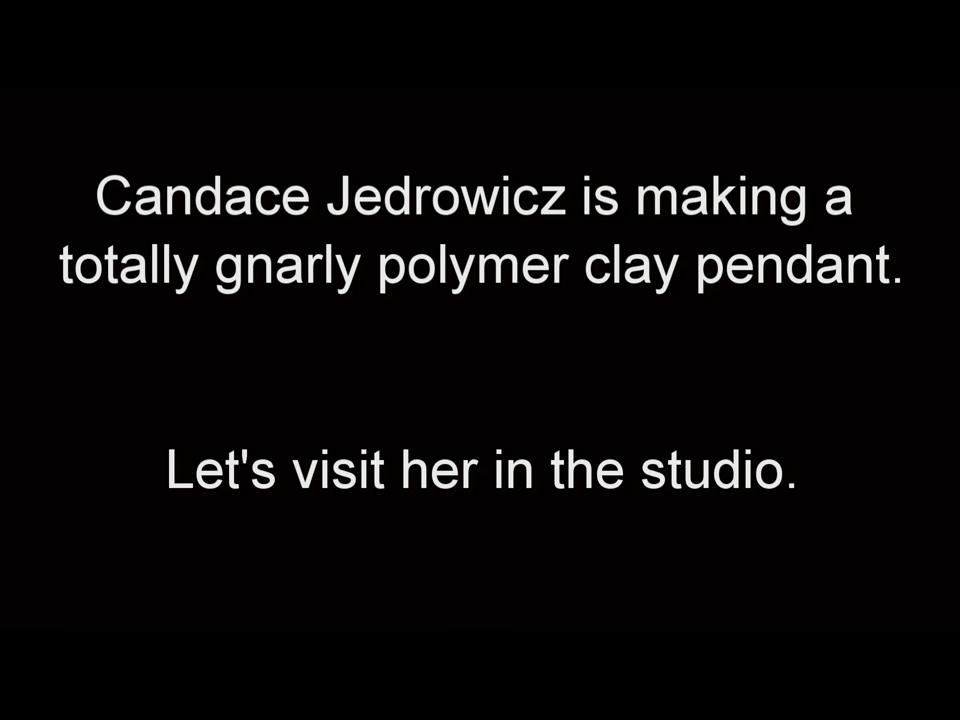 Candace Jedrowicz is making a
totally gnarly polymer clay pendant.
Let's visit her in the studio.